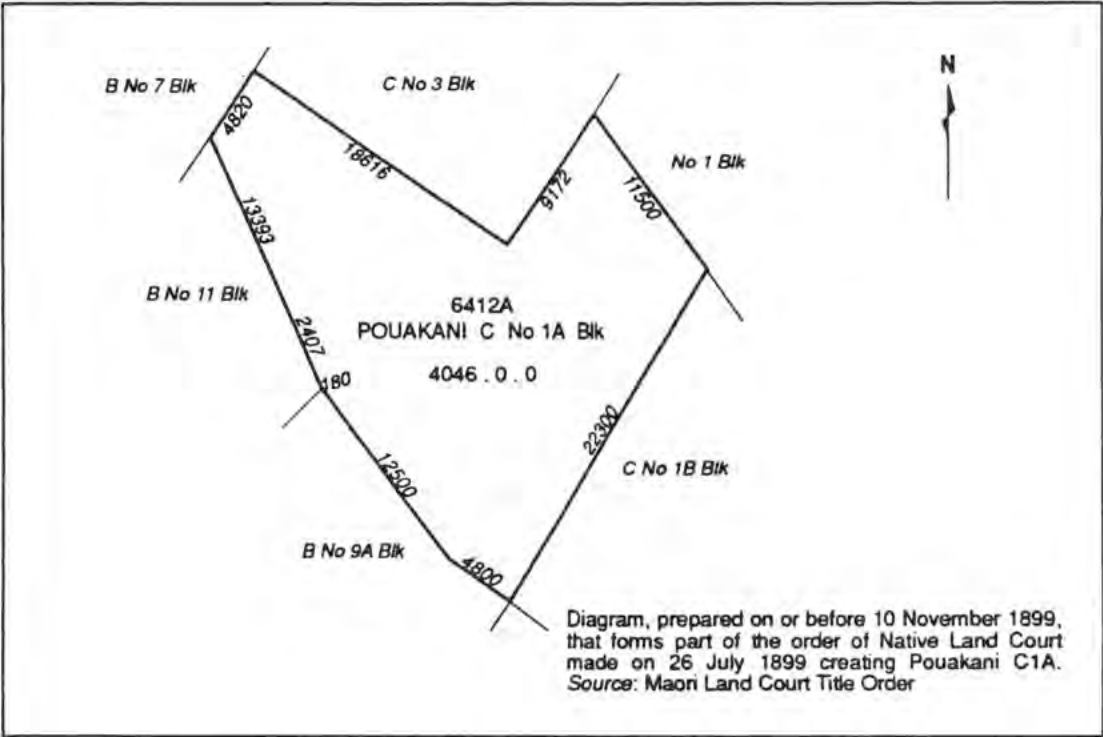 N
B No 7 Blk
C No 3 Blk
4820
18616
9172
No 1 Blk
11500
13393
B No 11 Blk
6412A
POUAKANI C No 1A Blk
2407
4046.0..0
180
22300
12500
C No 1B Blk
B No 9A Blk
4800
Diagram, prepared on or before 10 November 1899,
that forms part of the order of Native Land Court
made on 26 July 1899 creating Pouakani C1A.
Source: Maori Land Court Title Order